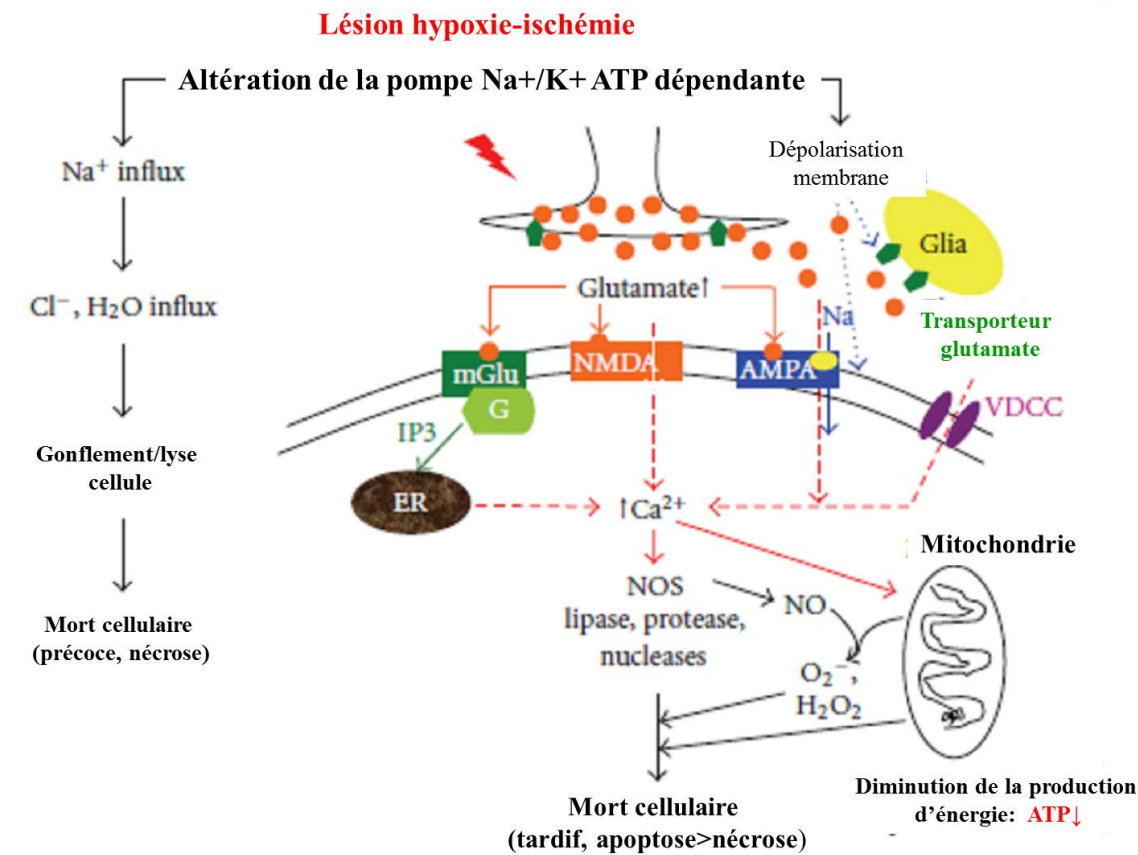 Lésion hypoxie-ischémie
Altération de la pompe Na+/K+ ATP dépendante
Na⁺ influx
Cl⁻, H2O influx
Gonflement/lyse
cellule
Mort cellulaire
(précoce, nécrose)
Dépolarisation
membrane
Glia
Glutamate↑
Na
Transporteur
glutamate
mGlu
NMDA
AMPA
G
VDCC
IP3
ER
↑Ca²⁺
Mitochondrie
NOS
lipase, protease,
nucleases
NO
O₂⁻,
H₂O₂
Diminution de la production
d’énergie: ATP↓
Mort cellulaire
(tardif, apoptose>nécrose)